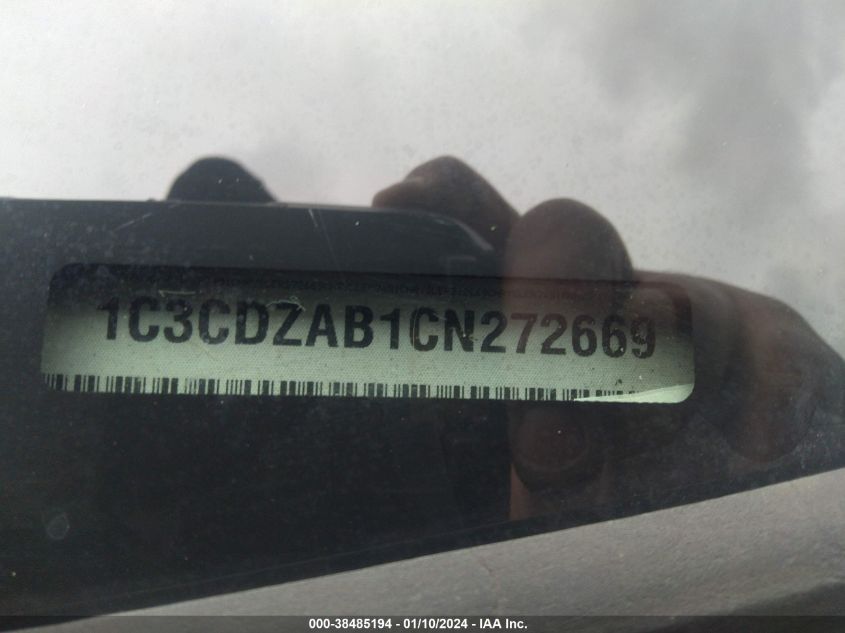 1C3CDZAB1CN272669
000-38485194 - 01/10/2024 - IAA Inc.